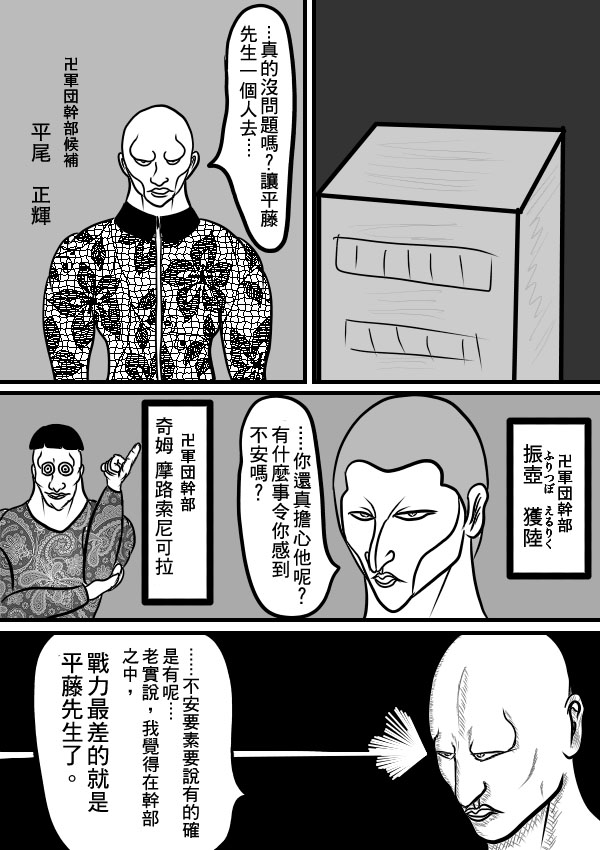 …真的沒問題嗎？讓平藤
先生一個人去…
卍軍団幹部候補
平尾　正輝
卍軍団幹部
振壺　獲陸
ふりつぼ　えるりく
……你還真擔心他呢？
有什麼事令你感到
不安嗎？
卍軍団幹部
奇姆 摩路索尼可拉
……不安要素要說有的確
是有呢…
老實說，我覺得在幹部
之中，
戰力最差的就是
平藤先生了。